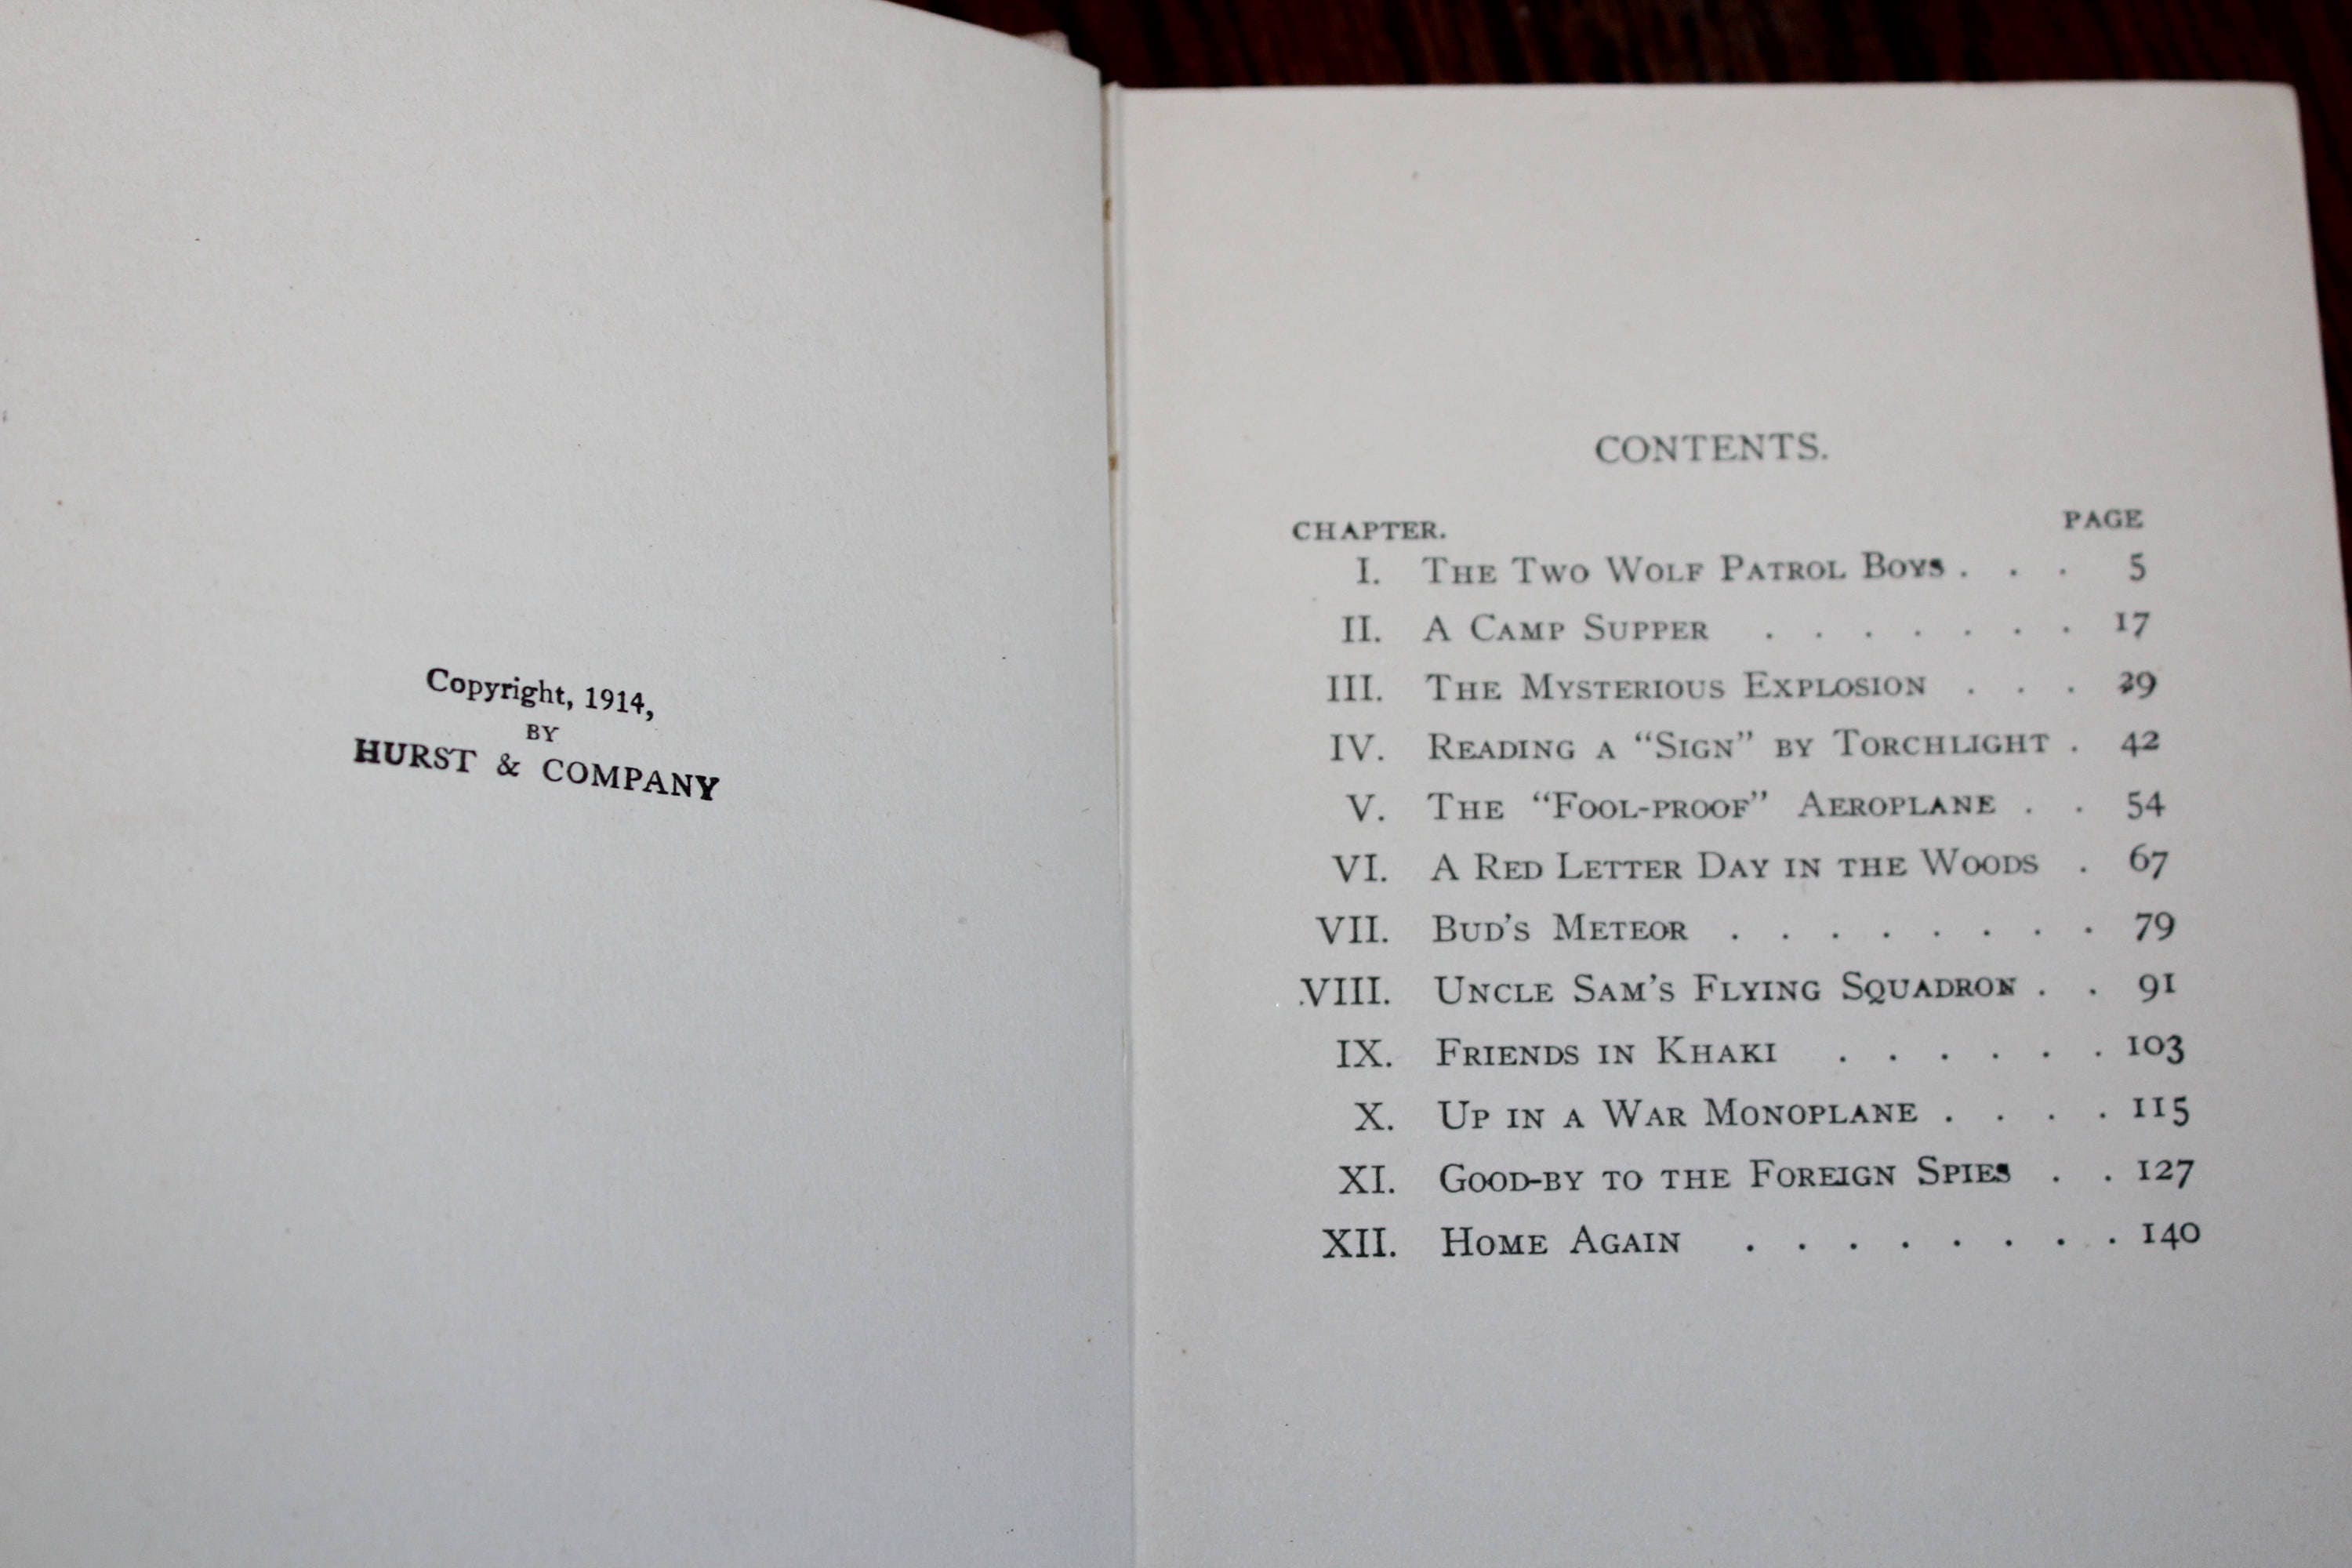 Copyright, 1914,
BY
HURST & COMPANY
CONTENTS.
CHAPTER. PAGE
I. THE TWO WOLF PATROL BOYS . . . 5
II. A CAMP SUPPER . . . . . . . 17
III. THE MYSTERIOUS EXPLOSION . . . 29
IV. READING A “SIGN” BY TORCHLIGHT . 42
V. THE “FOOL-PROOF” AEROPLANE . . 54
VI. A RED LETTER DAY IN THE WOODS . 67
VII. BUD’S METEOR . . . . . . . . 79
VIII. UNCLE SAM’S FLYING SQUADRON . . 91
IX. FRIENDS IN KHAKI . . . . . . 103
X. UP IN A WAR MONOPLANE . . . . 115
XI. GOOD-BY TO THE FOREIGN SPIES . . 127
XII. HOME AGAIN . . . . . . . . 140